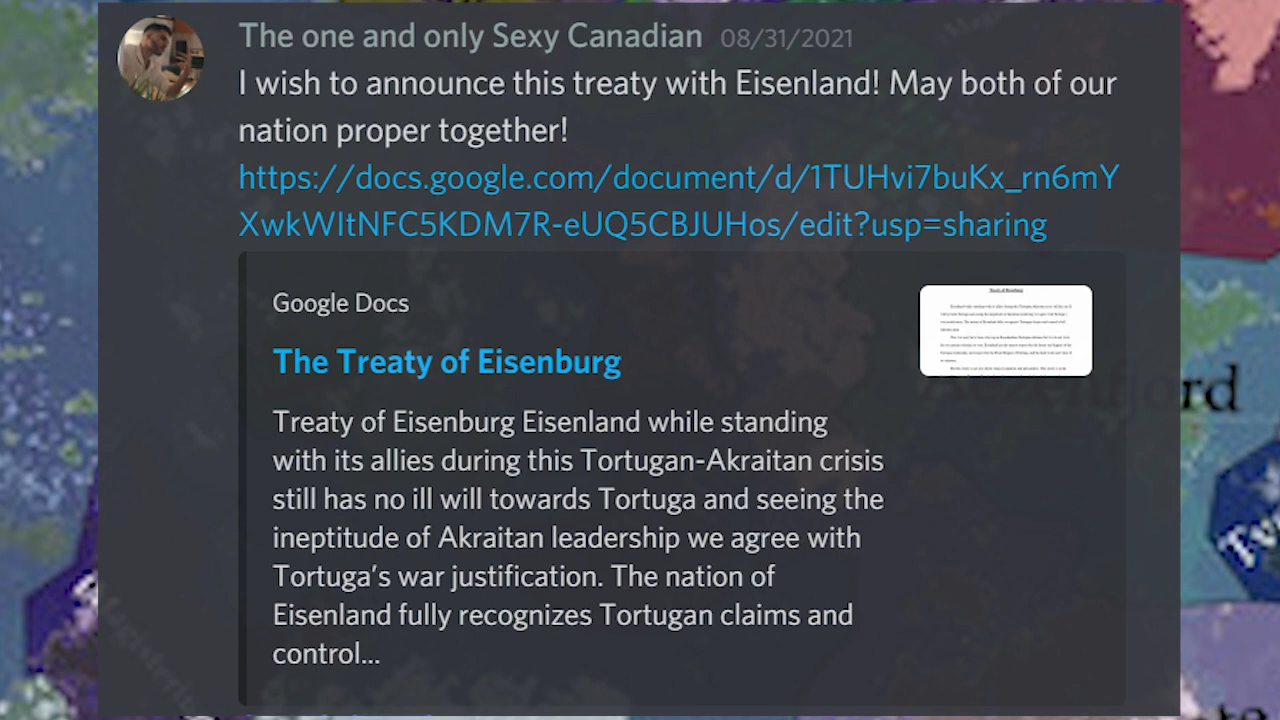 The one and only Sexy Canadian 08/31/2021
I wish to announce this treaty with Eisenland! May both of our
nation proper together!
https://docs.google.com/document/d/1TUHvi7buKx_rn6mY
XwkWItNFC5KDM7R-eUQ5CBJUHos/edit?usp=sharing
Google Docs
The Treaty of Eisenburg
Treaty of Eisenburg Eisenland while standing
with its allies during this Tortugan-Akraitan crisis
still has no ill will towards Tortuga and seeing the
ineptitude of Akraitan leadership we agree with
Tortuga's war justification. The nation of
Eisenland fully recognizes Tortugan claims and
control...